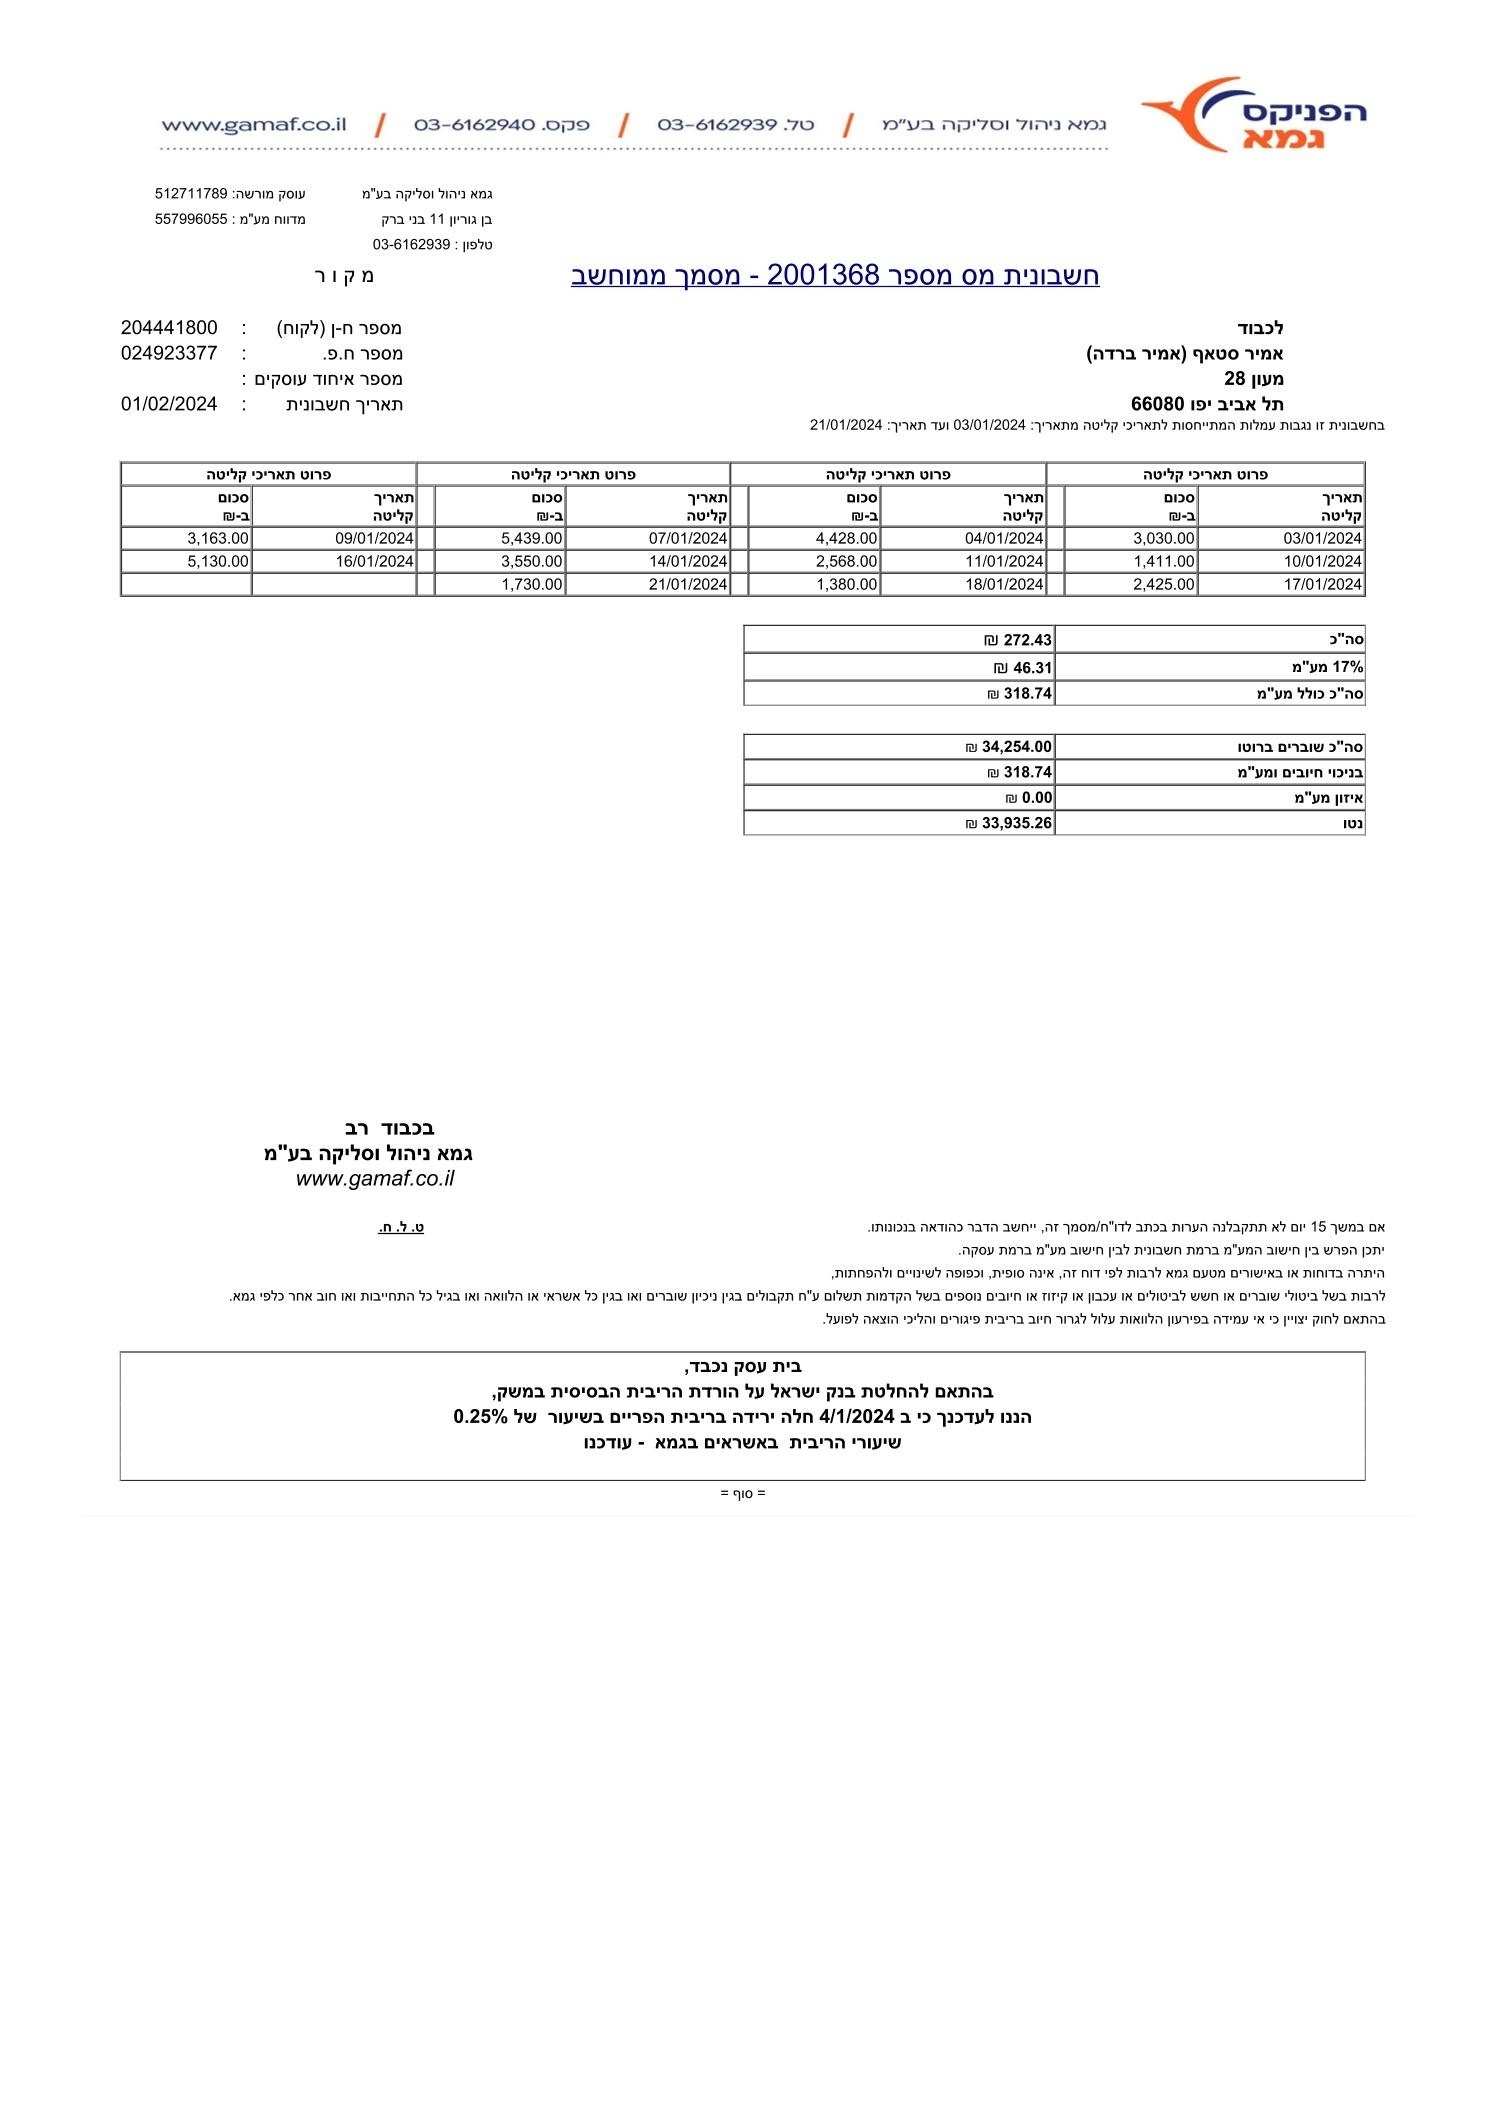 הפניקס
גמא
גמא ניהול וסליקה בע"מ / טל. 03-6162939 / פקס. 03-6162940 / www.gamaf.co.il
גמא ניהול וסליקה בע"מ עוסק מורשה: 512711789
בן גוריון 11 בני ברק מדווח מע"מ : 557996055
טלפון : 03-6162939
חשבונית מס מספר 2001368 - מסמך ממוחשב מ ק ו ר
לכבוד מספר ח-ן (לקוח) : 204441800
אמיר סטאף (אמיר ברדה) מספר ח.פ. : 024923377
מעון 28 מספר איחוד עוסקים :
תל אביב יפו 66080 תאריך חשבונית : 01/02/2024
בחשבונית זו נגבות עמלות המתייחסות לתאריכי קליטה מתאריך: 03/01/2024 ועד תאריך: 21/01/2024
פרוט תאריכי קליטה פרוט תאריכי קליטה פרוט תאריכי קליטה פרוט תאריכי קליטה
תאריך סכום תאריך סכום תאריך סכום תאריך סכום
קליטה ב-₪ קליטה ב-₪ קליטה ב-₪ קליטה ב-₪
03/01/2024 3,030.00 04/01/2024 4,428.00 07/01/2024 5,439.00 09/01/2024 3,163.00
10/01/2024 1,411.00 11/01/2024 2,568.00 14/01/2024 3,550.00 16/01/2024 5,130.00
17/01/2024 2,425.00 18/01/2024 1,380.00 21/01/2024 1,730.00
סה"כ 272.43 ₪
17% מע"מ 46.31 ₪
סה"כ כולל מע"מ 318.74 ₪
סה"כ שוברים ברוטו 34,254.00 ₪
בניכוי חיובים ומע"מ 318.74 ₪
איזון מע"מ 0.00 ₪
נטו 33,935.26 ₪
בכבוד רב
גמא ניהול וסליקה בע"מ
www.gamaf.co.il
אם במשך 15 יום לא תתקבלנה הערות בכתב לדו"ח/מסמך זה, ייחשב הדבר כהודאה בנכונותו. ט. ל. ח.
יתכן הפרש בין חישוב המע"מ ברמת חשבונית לבין חישוב מע"מ ברמת עסקה.
היתרה בדוחות או באישורים מטעם גמא לרבות לפי דוח זה, אינה סופית, וכפופה לשינויים ולהפחתות,
לרבות בשל ביטולי שוברים או חשש לביטולים או עכבון או קיזוז או חיובים נוספים בשל הקדמות תשלום ע"ח תקבולים בגין ניכיון שוברים ואו בגין כל אשראי או הלוואה ואו בגיל כל התחייבות ואו חוב אחר כלפי גמא.
בהתאם לחוק יצויין כי אי עמידה בפירעון הלוואות עלול לגרור חיוב בריבית פיגורים והליכי הוצאה לפועל.
בית עסק נכבד,
בהתאם להחלטת בנק ישראל על הורדת הריבית הבסיסית במשק,
הננו לעדכנך כי ב 4/1/2024 חלה ירידה בריבית הפריים בשיעור של 0.25%
שיעורי הריבית באשראים בגמא - עודכנו
= סוף =